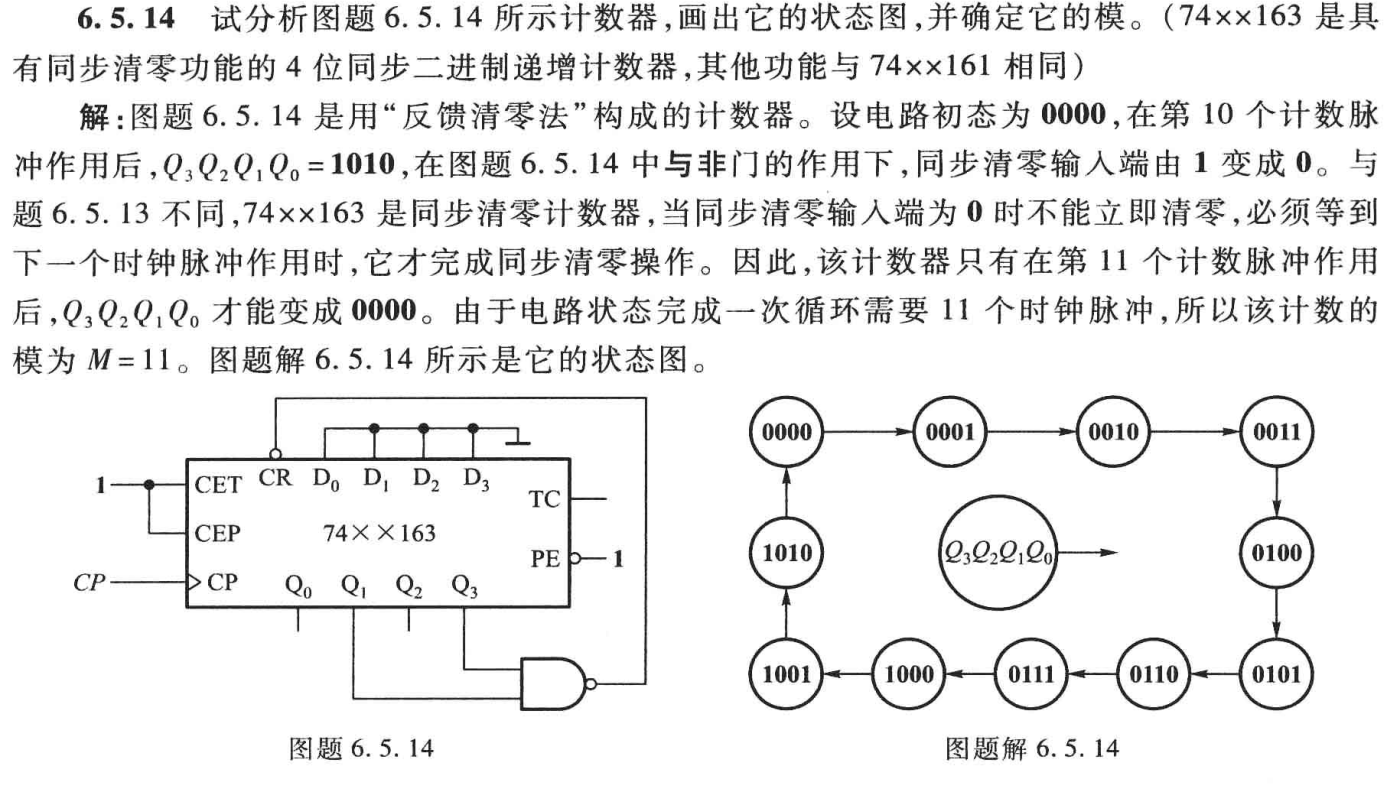 6.5.14 试分析图题 6.5.14 所示计数器,画出它的状态图,并确定它的模。(74××163 是具
有同步清零功能的 4 位同步二进制递增计数器,其他功能与 74××161 相同)
解:图题 6.5.14 是用“反馈清零法”构成的计数器。设电路初态为 0000,在第 10 个计数脉
冲作用后,Q₃Q₂Q₁Q₀=1010,在图题 6.5.14 中与非门的作用下,同步清零输入端由 1 变成 0。与
题 6.5.13 不同,74××163 是同步清零计数器,当同步清零输入端为 0 时不能立即清零,必须等到
下一个时钟脉冲作用时,它才完成同步清零操作。因此,该计数器只有在第 11 个计数脉冲作用
后,Q₃Q₂Q₁Q₀ 才能变成 0000。由于电路状态完成一次循环需要 11 个时钟脉冲,所以该计数的
模为 M=11。图题解 6.5.14 所示是它的状态图。
1
CET CR D₀ D₁ D₂ D₃
TC
CEP 74××163
PE 1
CP CP
Q₀ Q₁ Q₂ Q₃
图题 6.5.14
0000 0001 0010 0011
1010 Q₃Q₂Q₁Q₀ 0100
1001 1000 0111 0110 0101
图题解 6.5.14